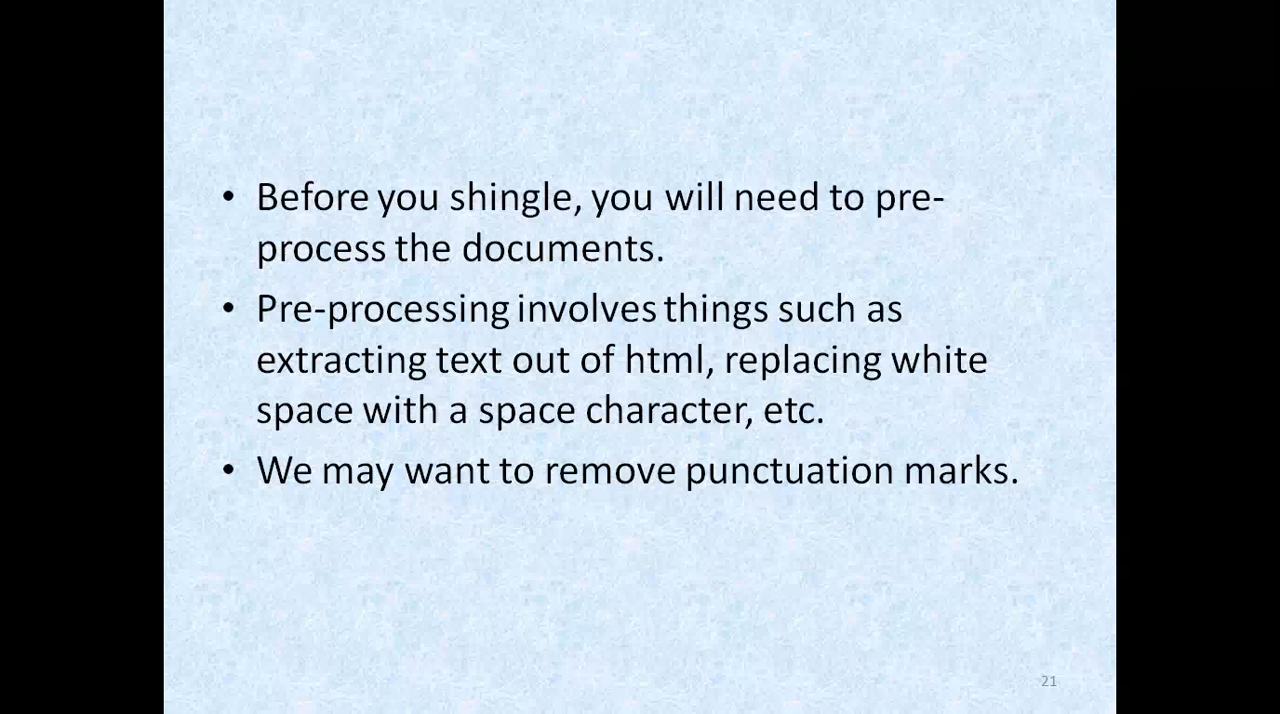 • Before you shingle, you will need to pre-
process the documents.
• Pre-processing involves things such as
extracting text out of html, replacing white
space with a space character, etc.
• We may want to remove punctuation marks.
21